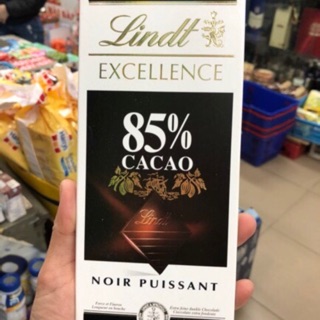 Lindt
EXCELLENCE
85%
CACAO
Lindt
NOIR PUISSANT